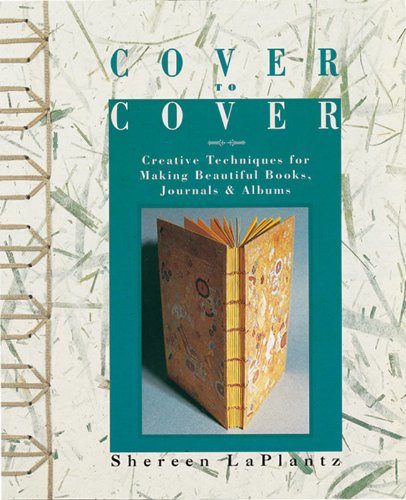 COVER
TO
COVER
Creative Techniques for
Making Beautiful Books,
Journals & Albums
Shereen LaPlantz